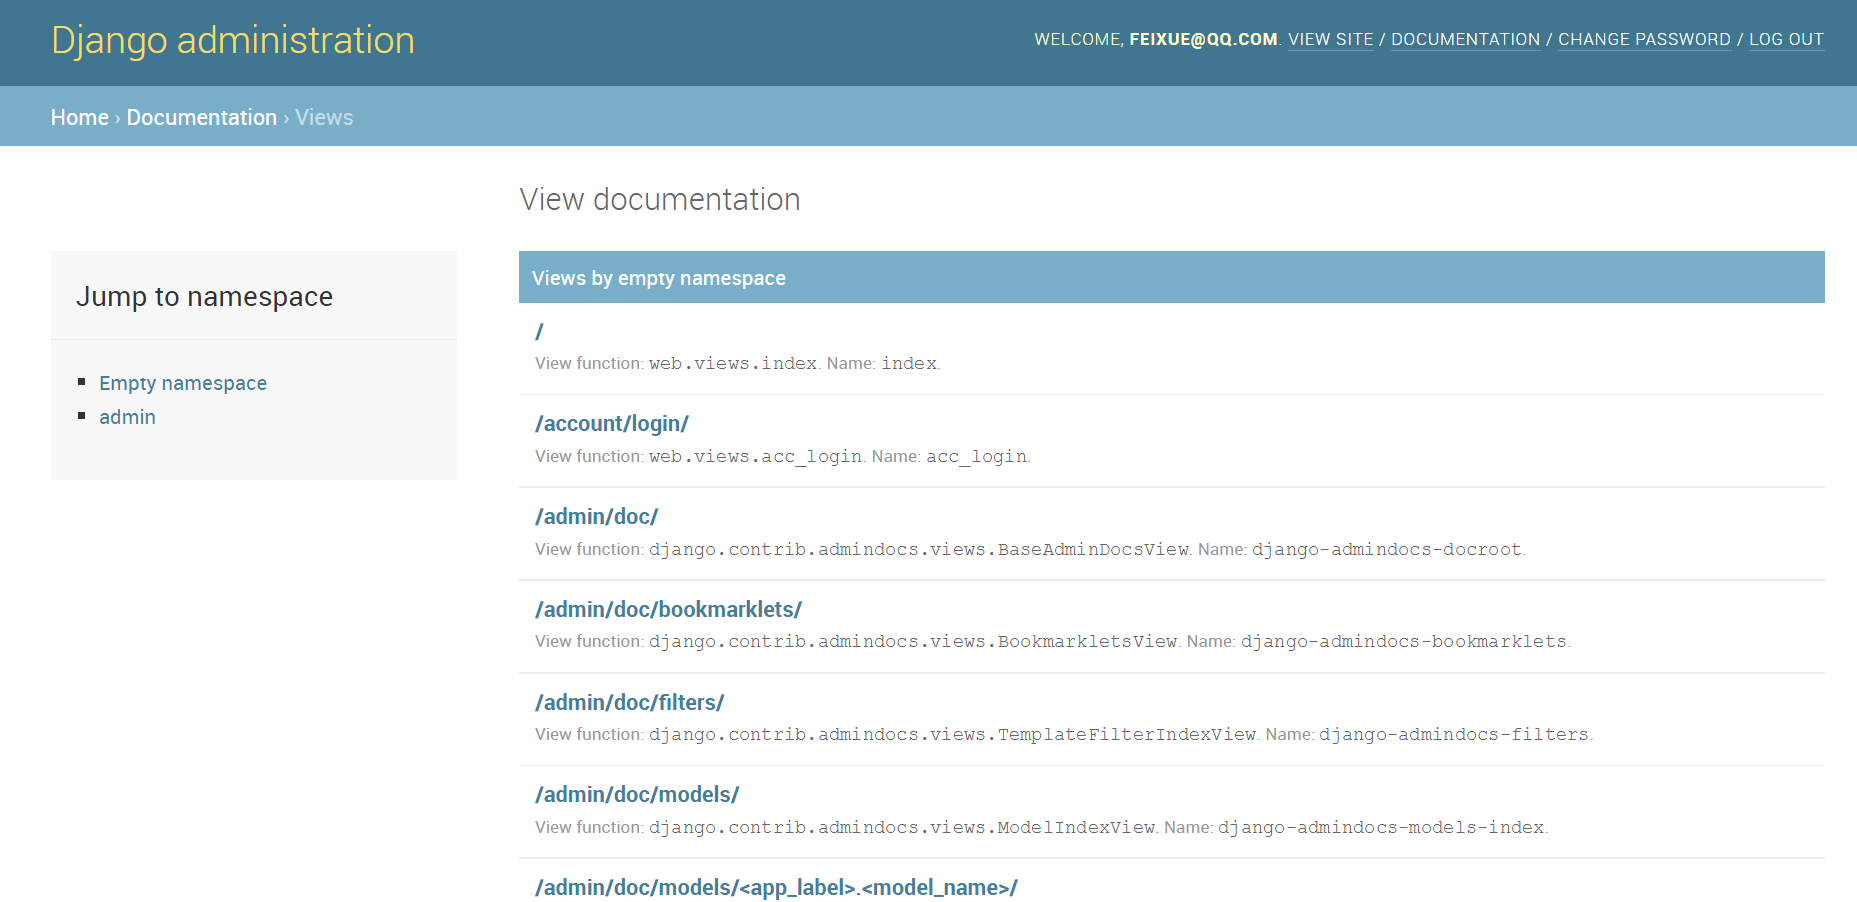 Django administration
WELCOME, FEIXUE@QQ.COM. VIEW SITE / DOCUMENTATION / CHANGE PASSWORD / LOG OUT
Home › Documentation › Views
View documentation
Jump to namespace
Empty namespace
admin
Views by empty namespace
/
View function: web.views.index. Name: index.
/account/login/
View function: web.views.acc_login. Name: acc_login.
/admin/doc/
View function: django.contrib.admindocs.views.BaseAdminDocsView. Name: django-admindocs-docroot.
/admin/doc/bookmarklets/
View function: django.contrib.admindocs.views.BookmarkletsView. Name: django-admindocs-bookmarklets.
/admin/doc/filters/
View function: django.contrib.admindocs.views.TemplateFilterIndexView. Name: django-admindocs-filters.
/admin/doc/models/
View function: django.contrib.admindocs.views.ModelIndexView. Name: django-admindocs-models-index.
/admin/doc/models/<app_label>.<model_name>/